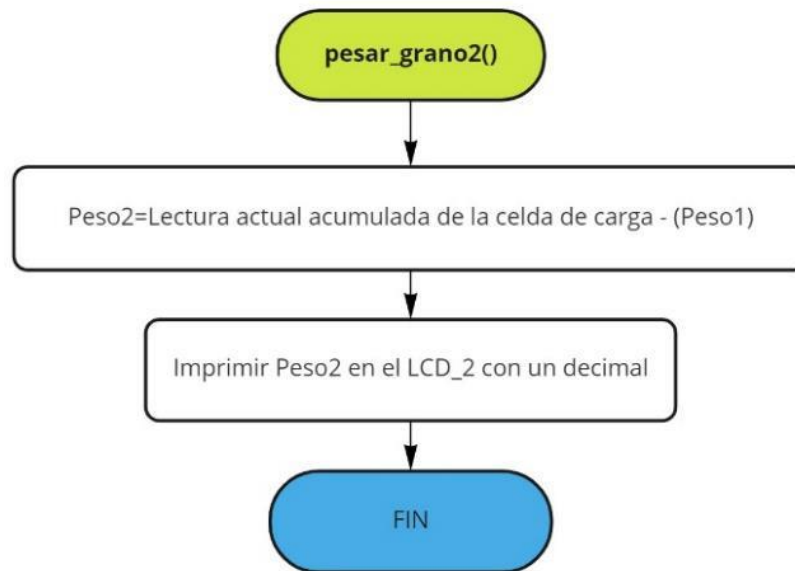 pesar_grano2()
Peso2=Lectura actual acumulada de la celda de carga - (Peso1)
Imprimir Peso2 en el LCD_2 con un decimal
FIN